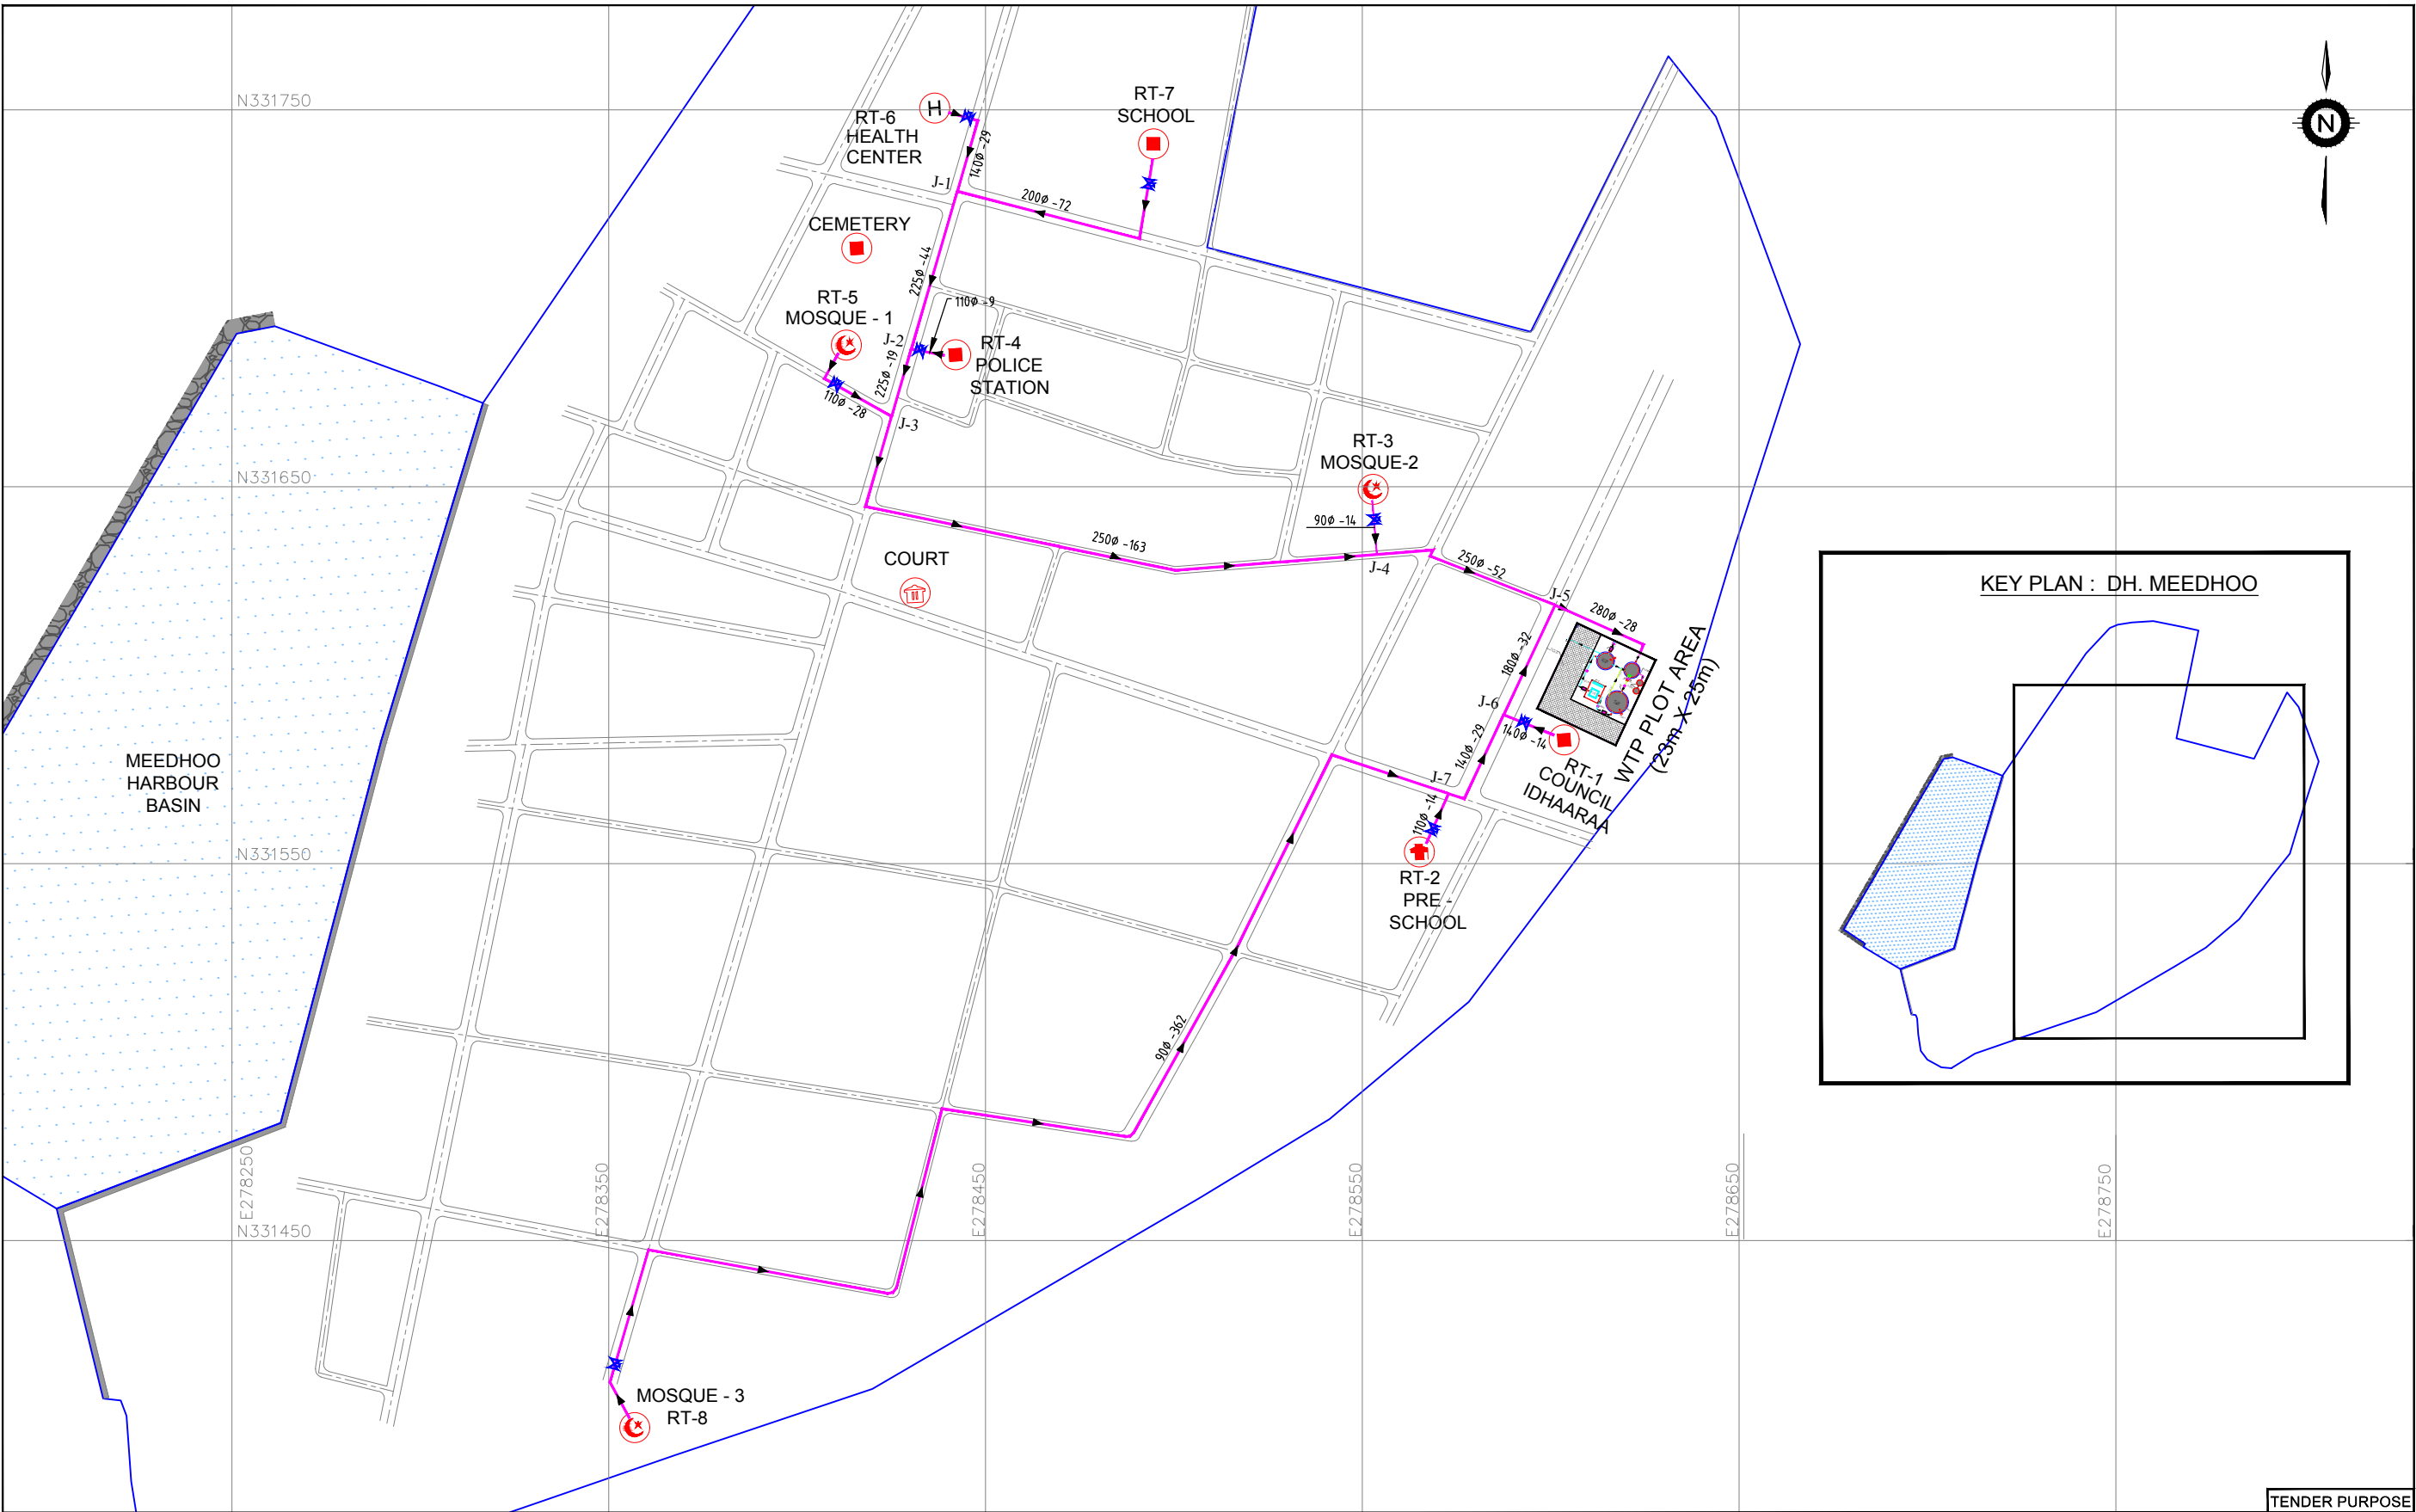 N331750
RT-6
HEALTH
CENTER
H
RT-7
SCHOOL
N
140ø -29
J-1
200ø -72
CEMETERY
225ø -44
110ø -9
RT-5
MOSQUE - 1
J-2
RT-4
POLICE
STATION
225ø -19
110ø -28
J-3
RT-3
MOSQUE-2
N331650
90ø -14
250ø -163
J-4
COURT
250ø -52
J-5
280ø -28
KEY PLAN : DH. MEEDHOO
180ø -32
WTP PLOT AREA
(23m X 25m)
J-6
140ø -14
140ø -29
RT-1
COUNCIL
IDHAARAA
MEEDHOO
HARBOUR
BASIN
J-7
110ø -14
N331550
RT-2
PRE -
SCHOOL
90ø -362
E278250
E278350
E278450
E278550
E278650
E278750
N331450
MOSQUE - 3
RT-8
TENDER PURPOSE